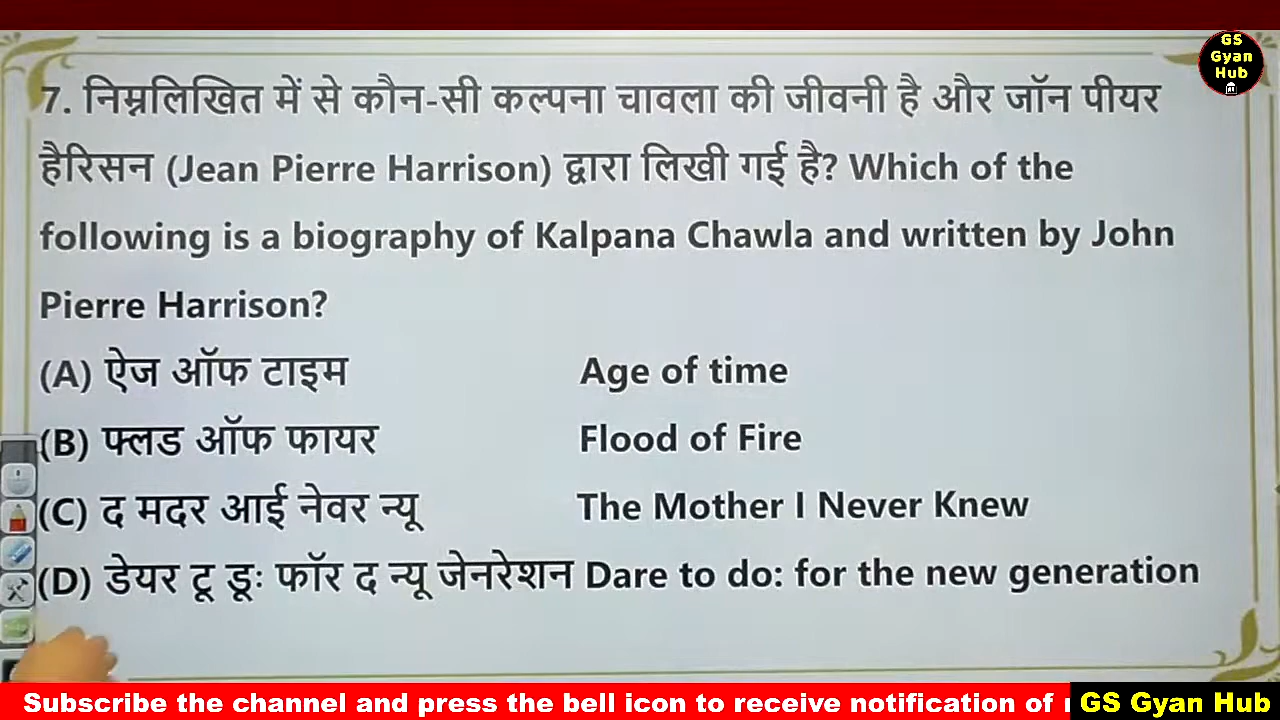 GS
Gyan
Hub
7. निम्नलिखित में से कौन-सी कल्पना चावला की जीवनी है और जॉन पीयर
हैरिसन (Jean Pierre Harrison) द्वारा लिखी गई है? Which of the
following is a biography of Kalpana Chawla and written by John
Pierre Harrison?
(A) ऐज ऑफ टाइम Age of time
(B) फ्लड ऑफ फायर Flood of Fire
(C) द मदर आई नेवर न्यू The Mother I Never Knew
(D) डेयर टू डूः फॉर द न्यू जेनरेशन Dare to do: for the new generation
Subscribe the channel and press the bell icon to receive notification of GS Gyan Hub